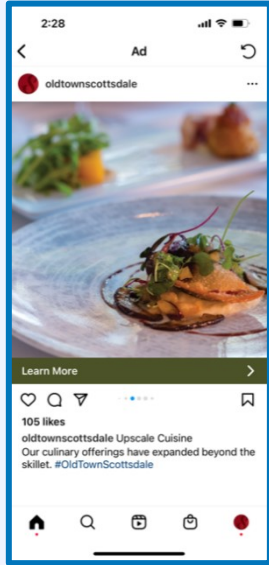 2:28
Ad
oldtownscottsdale
Learn More
105 likes
oldtownscottsdale Upscale Cuisine
Our culinary offerings have expanded beyond the
skillet. #OldTownScottsdale